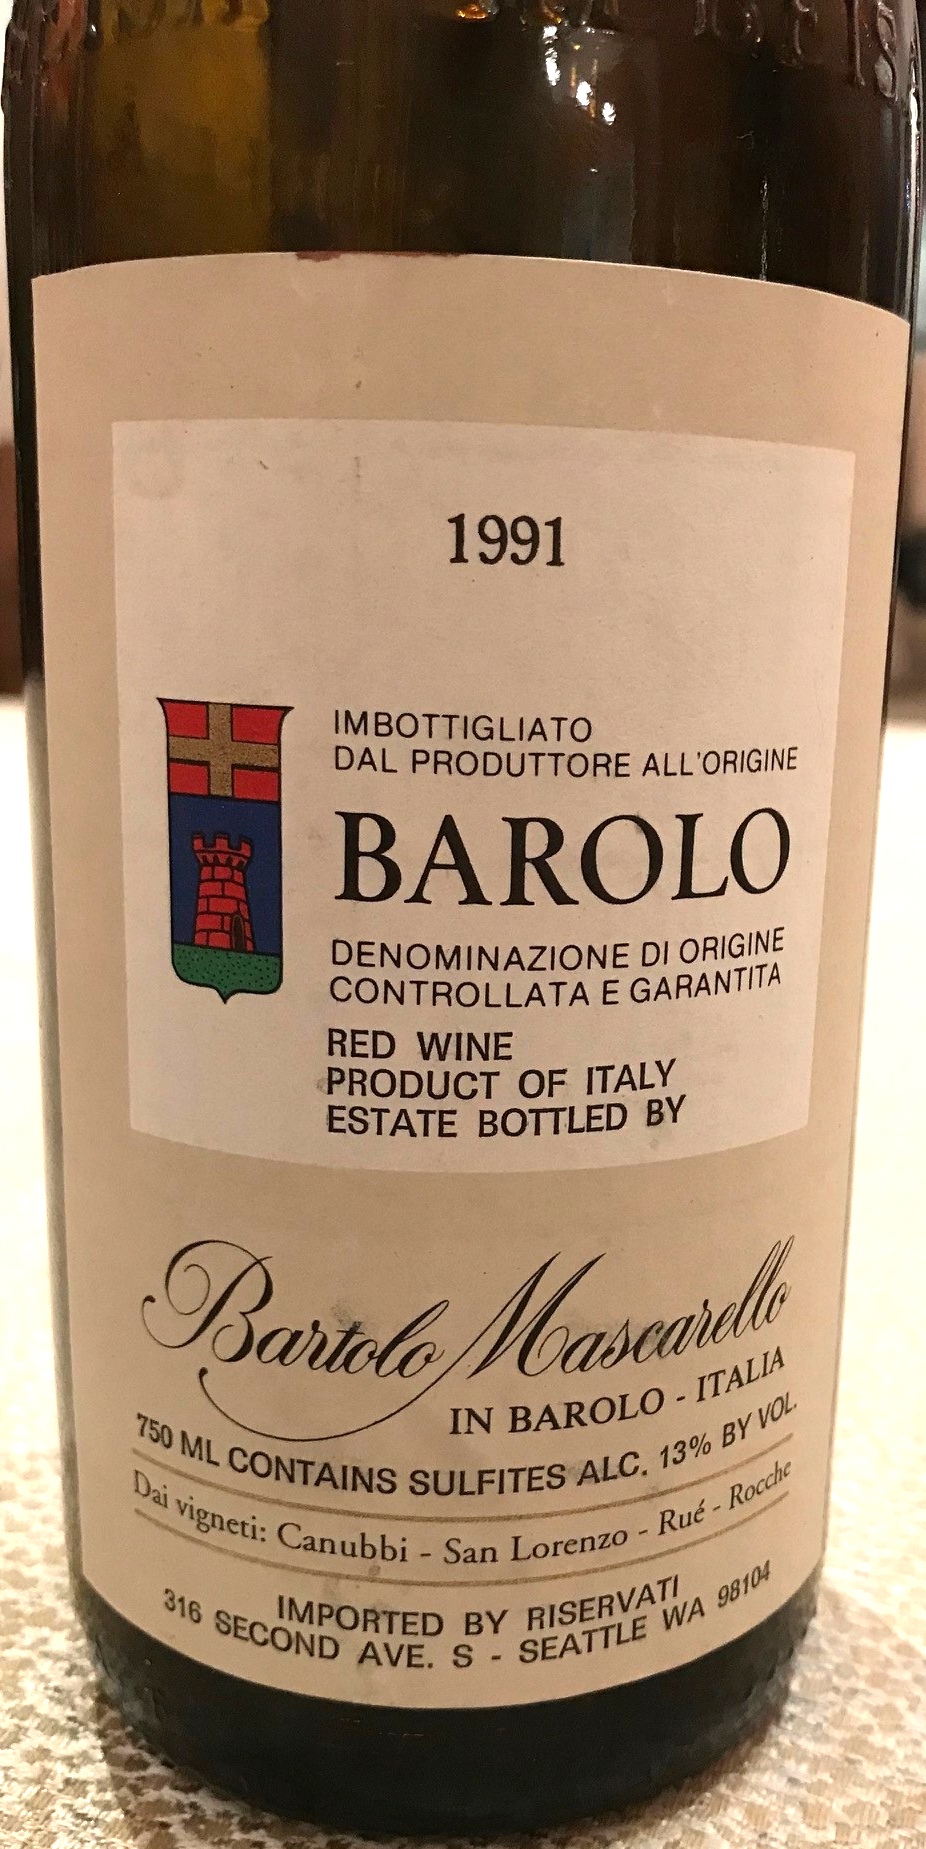 1991
IMBOTTIGLIATO
DAL PRODUTTORE ALL'ORIGINE
BAROLO
DENOMINAZIONE DI ORIGINE
CONTROLLATA E GARANTITA
RED WINE
PRODUCT OF ITALY
ESTATE BOTTLED BY
Bartolo Mascarello
IN BAROLO - ITALIA
750 ML CONTAINS SULFITES ALC. 13% BY VOL.
Dai vigneti: Canubbi - San Lorenzo - Rué - Rocche
IMPORTED BY RISERVATI
316 SECOND AVE. S - SEATTLE WA 98104